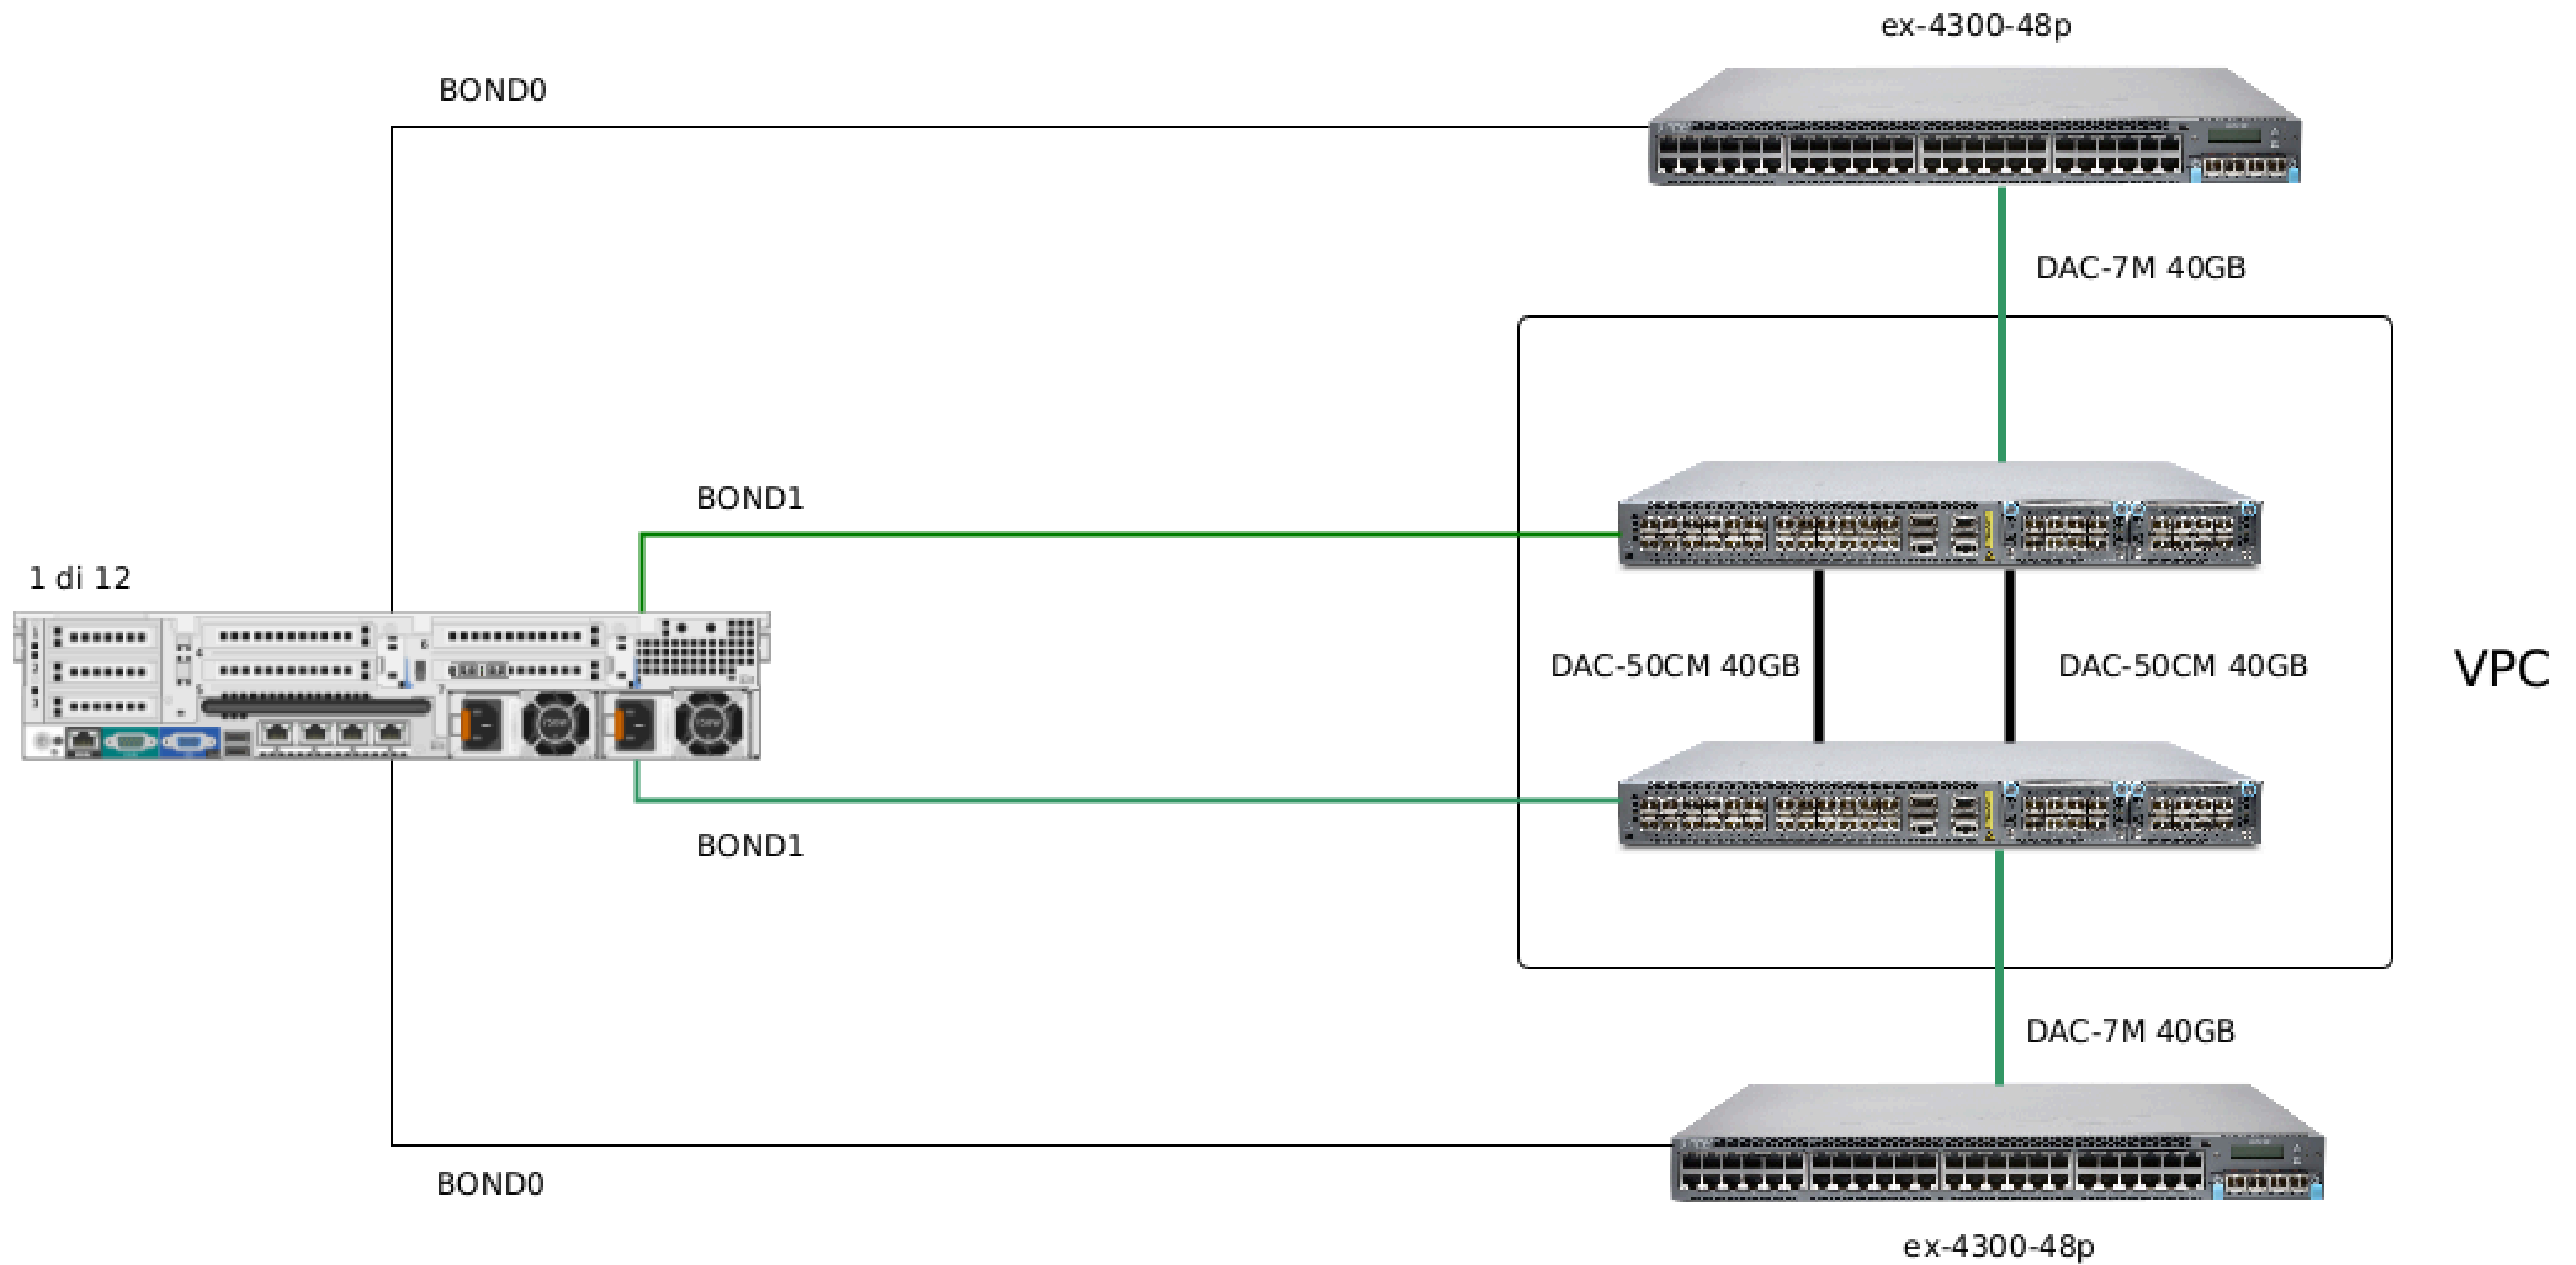 ex-4300-48p
BOND0
DAC-7M 40GB
BOND1
1 di 12
DAC-50CM 40GB
DAC-50CM 40GB
VPC
BOND1
DAC-7M 40GB
BOND0
ex-4300-48p